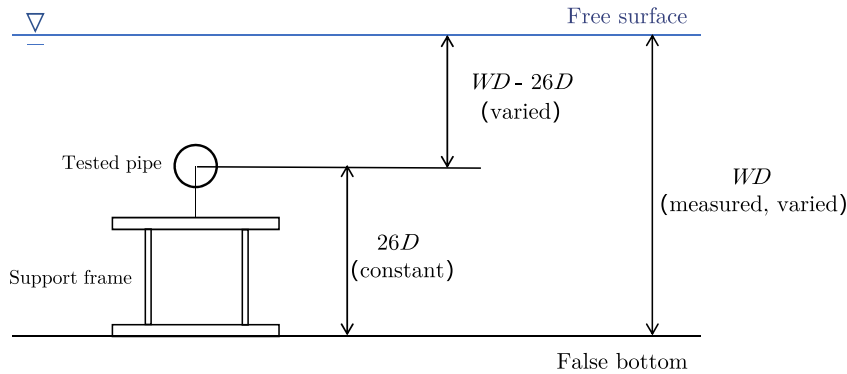 Free surface
WD - 26D
(varied)
Tested pipe
WD
(measured, varied)
26D
(constant)
Support frame
False bottom